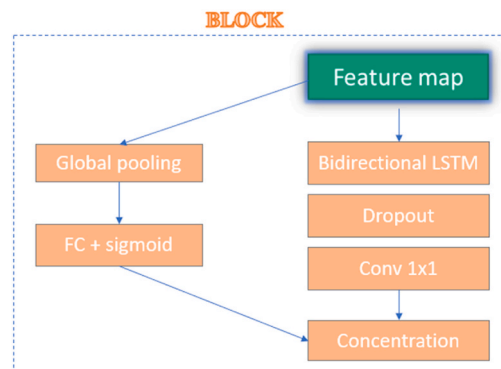 BLOCK
Feature map
Global pooling
Bidirectional LSTM
Dropout
FC + sigmoid
Conv 1x1
Concentration